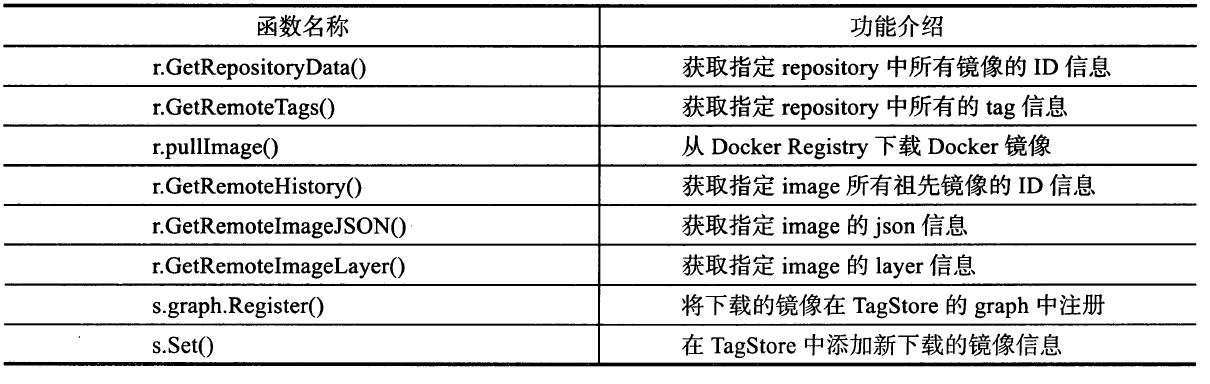 函数名称 功能介绍
r.GetRepositoryData() 获取指定 repository 中所有镜像的 ID 信息
r.GetRemoteTags() 获取指定 repository 中所有的 tag 信息
r.pullImage() 从 Docker Registry 下载 Docker 镜像
r.GetRemoteHistory() 获取指定 image 所有祖先镜像的 ID 信息
r.GetRemoteImageJSON() 获取指定 image 的 json 信息
r.GetRemoteImageLayer() 获取指定 image 的 layer 信息
s.graph.Register() 将下载的镜像在 TagStore 的 graph 中注册
s.Set() 在 TagStore 中添加新下载的镜像信息